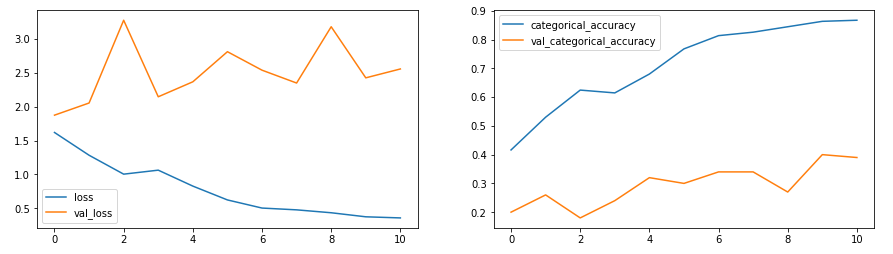 3.0
2.5
2.0
1.5
1.0
0.5
loss
val_loss
0 2 4 6 8 10
0.9
0.8
0.7
0.6
0.5
0.4
0.3
0.2
categorical_accuracy
val_categorical_accuracy
0 2 4 6 8 10